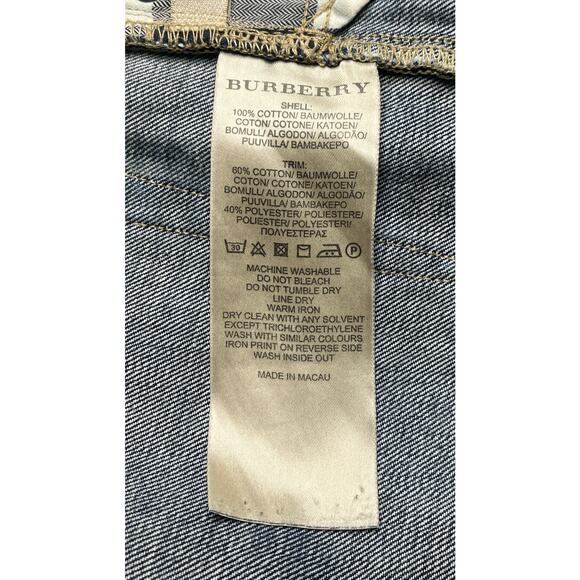 BURBERRY
SHELL:
100% COTTON/BAUMWOLLE/
COTON/COTONE/KATOEN/
BOMULL/ALGODON/ALGODÃO/
PUUVILLA/BAMBAKEPO
TRIM:
60% COTTON/BAUMWOLLE/
COTON/COTONE/KATOEN/
BOMULL/ALGODON/ALGODÃO/
PUUVILLA/BAMBAKEPO
40% POLYESTER/POLIESTERE/
POLIESTER/POLYESTERI/
ΠΟΛΥΕΣΤΕΡΑΣ
30 P
MACHINE WASHABLE
DO NOT BLEACH
DO NOT TUMBLE DRY
LINE DRY
WARM IRON
DRY CLEAN WITH ANY SOLVENT
EXCEPT TRICHLOROETHYLENE
WASH WITH SIMILAR COLOURS
IRON PRINT ON REVERSE SIDE
WASH INSIDE OUT
MADE IN MACAU